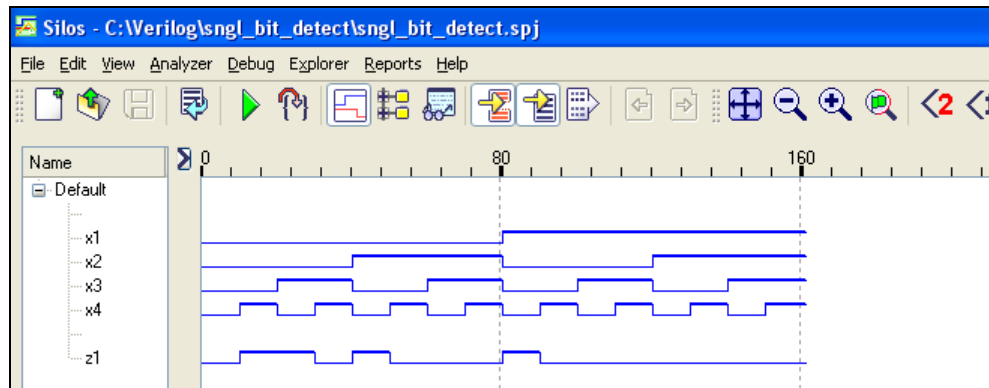 Silos - C:\Verilog\sngl_bit_detect\sngl_bit_detect.spj
File Edit View Analyzer Debug Explorer Reports Help
2
Name 0 80 160
Default
x1
x2
x3
x4
z1